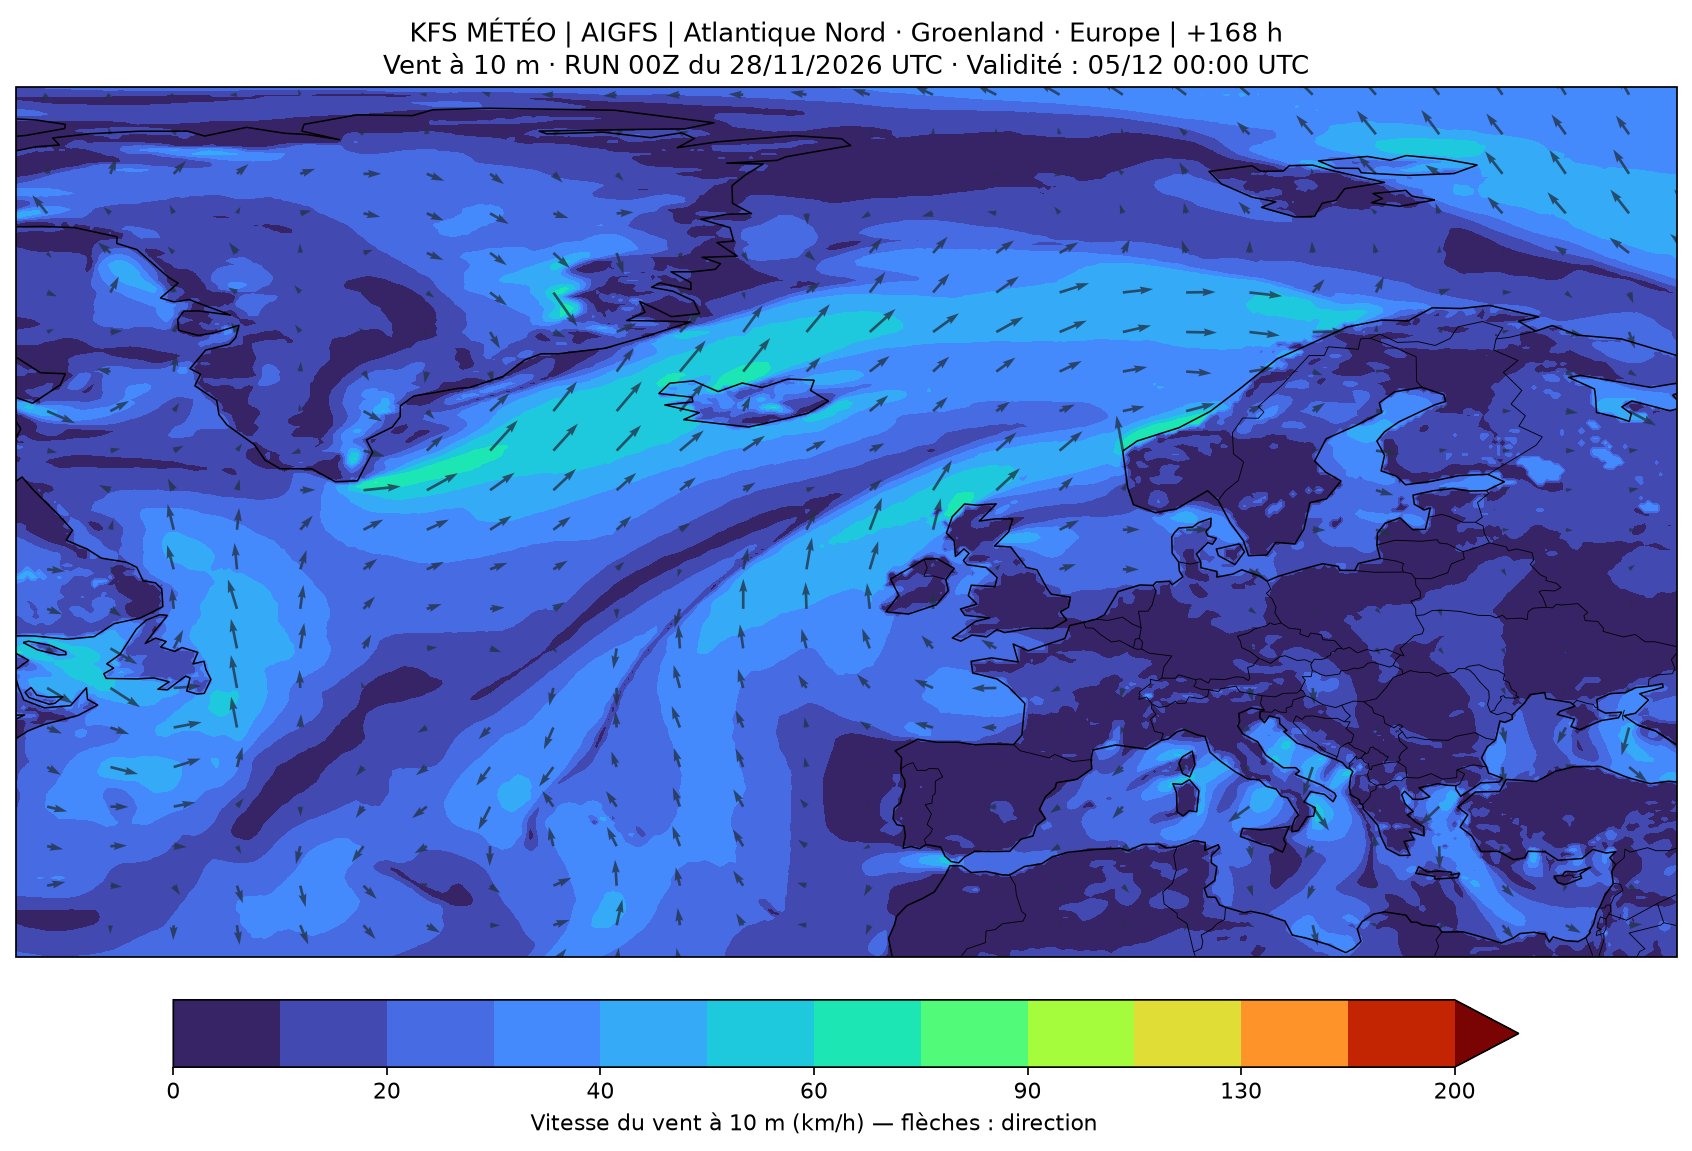 KFS MÉTÉO | AIGFS | Atlantique Nord · Groenland · Europe | +168 h
Vent à 10 m · RUN 00Z du 28/11/2026 UTC · Validité : 05/12 00:00 UTC
0 20 40 60 90 130 200
Vitesse du vent à 10 m (km/h) — flèches : direction